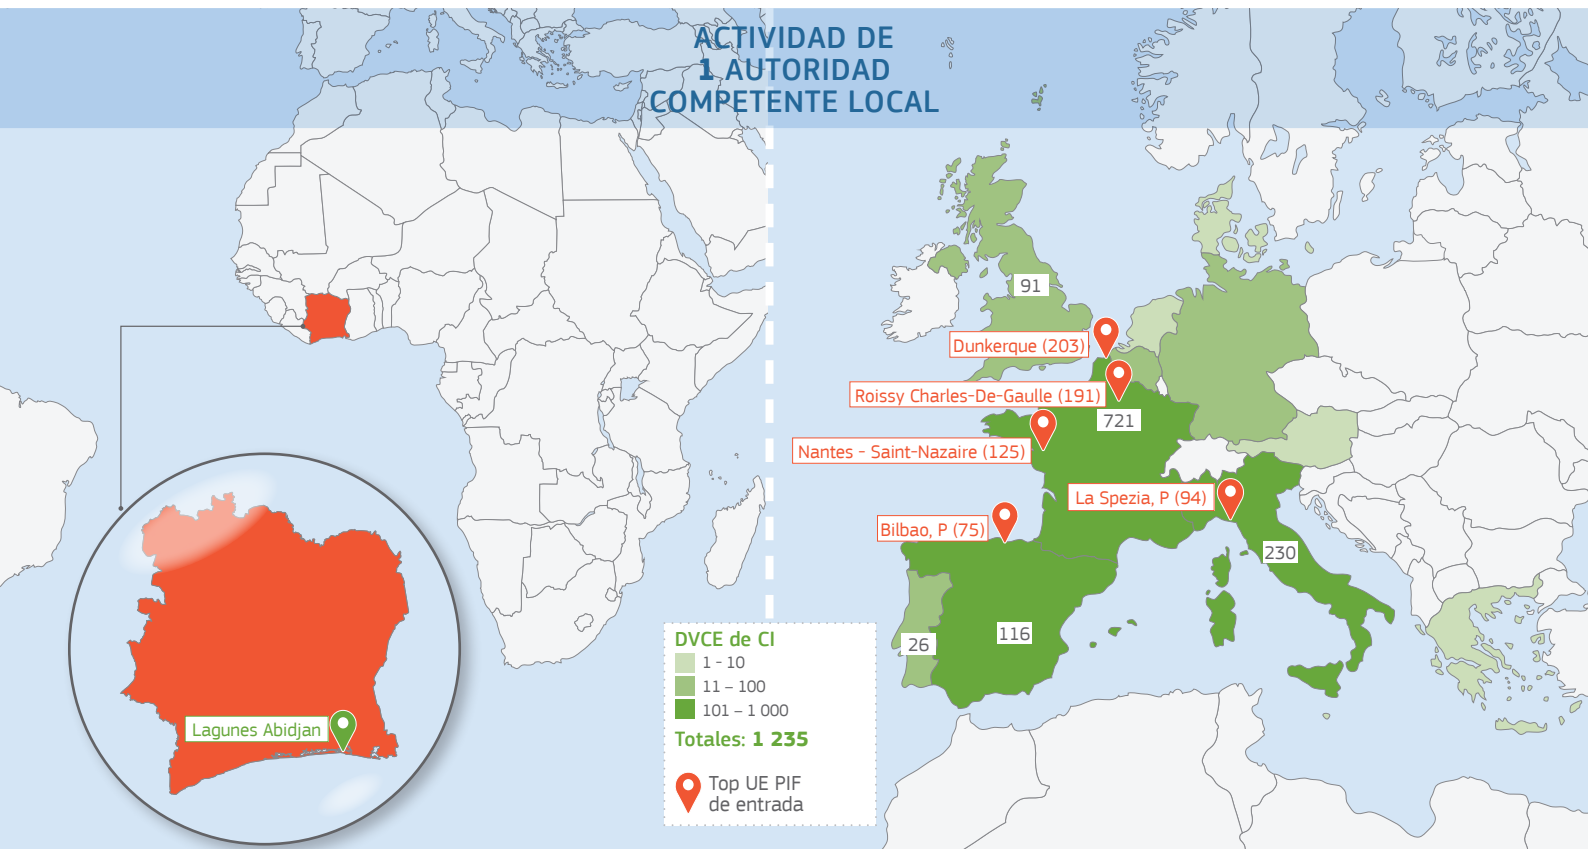 ACTIVIDAD DE
1 AUTORIDAD
COMPETENTE LOCAL
91
Dunkerque (203)
Roissy Charles-De-Gaulle (191)
721
Nantes - Saint-Nazaire (125)
La Spezia, P (94)
Bilbao, P (75)
230
116
26
Lagunes Abidjan
DVCE de CI
1 - 10
11 – 100
101 – 1 000
Totales: 1 235
Top UE PIF
de entrada